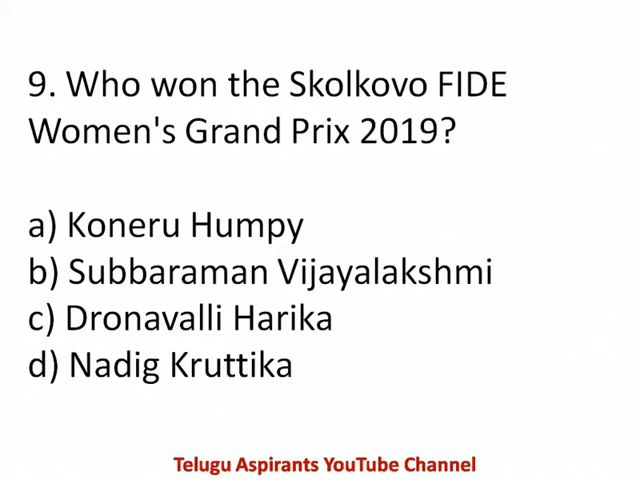 9. Who won the Skolkovo FIDE
Women's Grand Prix 2019?
a) Koneru Humpy
b) Subbaraman Vijayalakshmi
c) Dronavalli Harika
d) Nadig Kruttika
Telugu Aspirants YouTube Channel